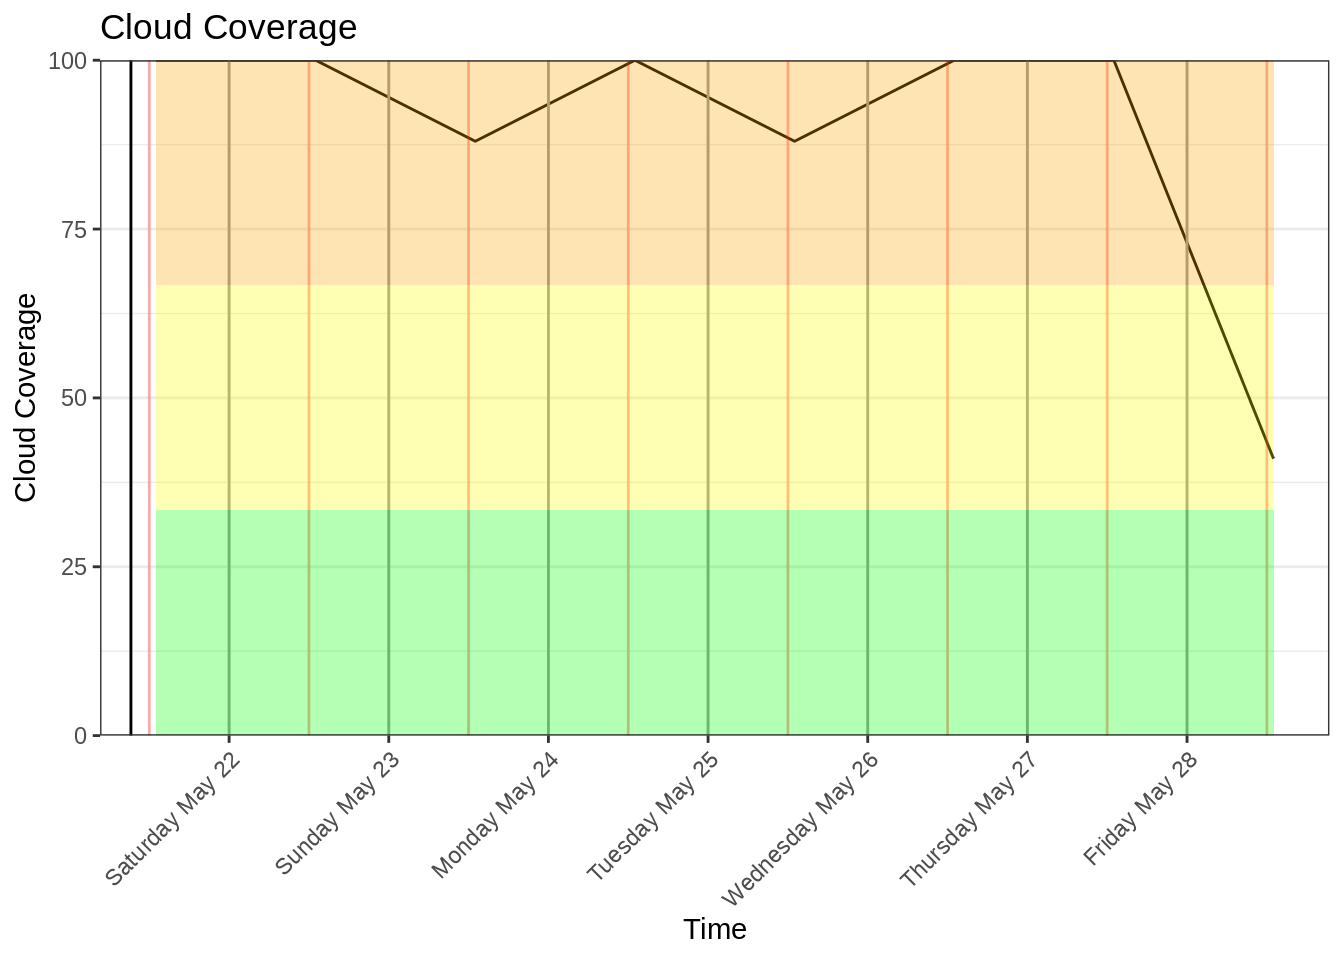 Cloud Coverage
100
75
50
25
0
Cloud Coverage
Saturday May 22
Sunday May 23
Monday May 24
Tuesday May 25
Wednesday May 26
Thursday May 27
Friday May 28
Time